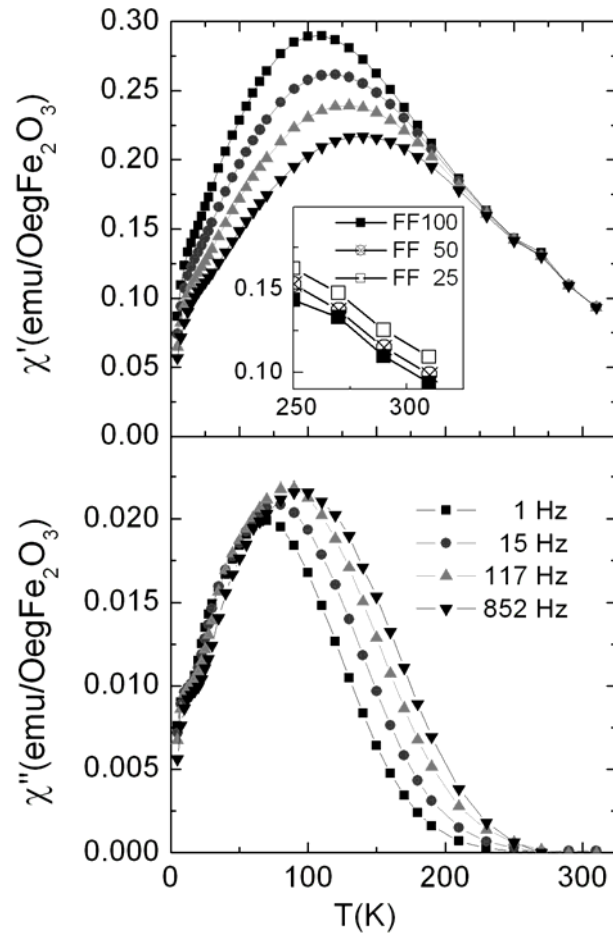 0.30
0.25
0.20
0.15
0.10
0.05
0.00
χ'(emu/OegFe₂O₃)
FF100
FF 50
FF 25
0.15
0.10
250 300
0.020
0.015
0.010
0.005
0.000
χ''(emu/OegFe₂O₃)
1 Hz
15 Hz
117 Hz
852 Hz
0 100 200 300
T(K)